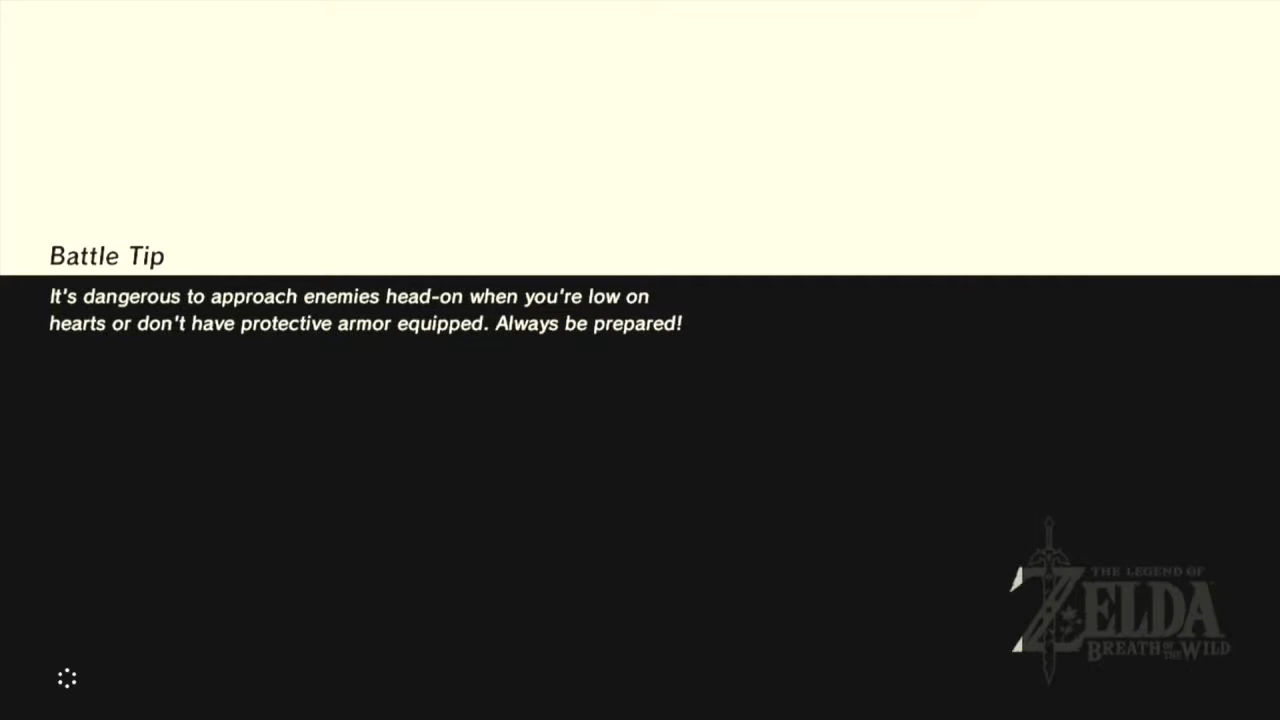 Battle Tip
It's dangerous to approach enemies head-on when you're low on
hearts or don't have protective armor equipped. Always be prepared!
THE LEGEND OF
ZELDA
BREATH OF THE WILD